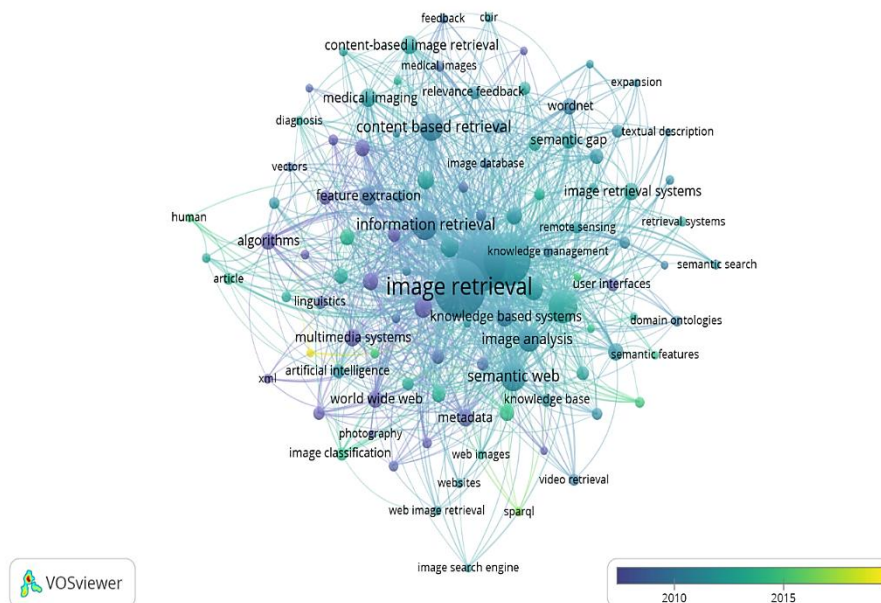 feedback
cbir
content-based image retrieval
medical images
expansion
medical imaging
relevance feedback
wordnet
diagnosis
content based retrieval
textual description
semantic gap
image database
vectors
feature extraction
image retrieval systems
human
information retrieval
remote sensing
retrieval systems
algorithms
knowledge management
semantic search
article
image retrieval
user interfaces
linguistics
knowledge based systems
domain ontologies
multimedia systems
image analysis
semantic features
artificial intelligence
xml
semantic web
world wide web
knowledge base
metadata
photography
image classification
web images
websites
video retrieval
web image retrieval
sparql
image search engine
VOSviewer
2010
2015